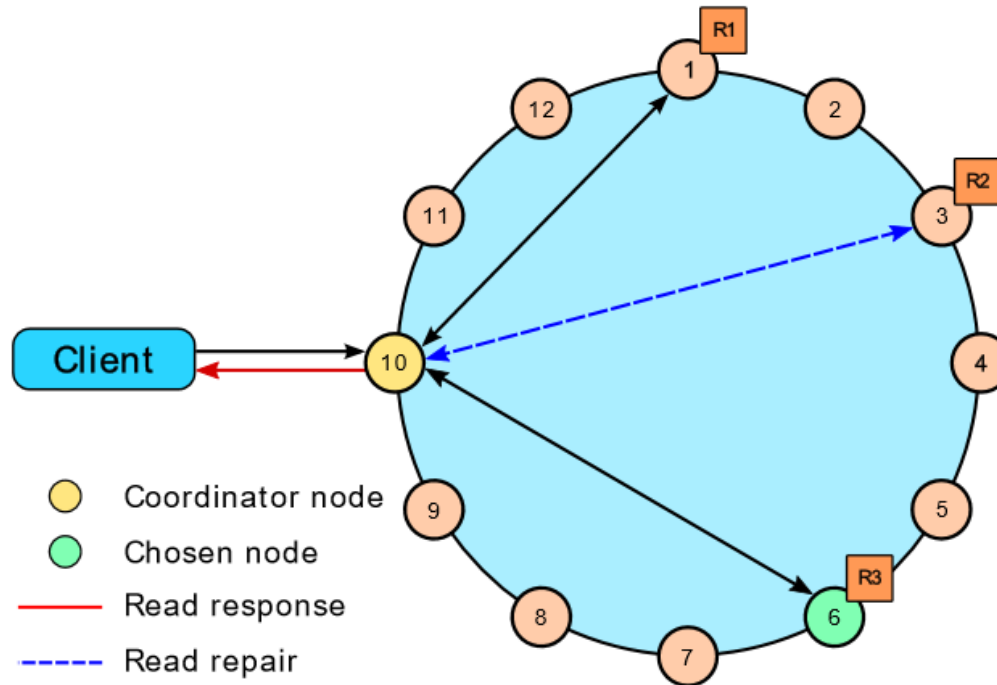 R1
1
12
2
R2
11
3
Client
10
4
Coordinator node
9
5
Chosen node
R3
Read response
8
6
7
Read repair